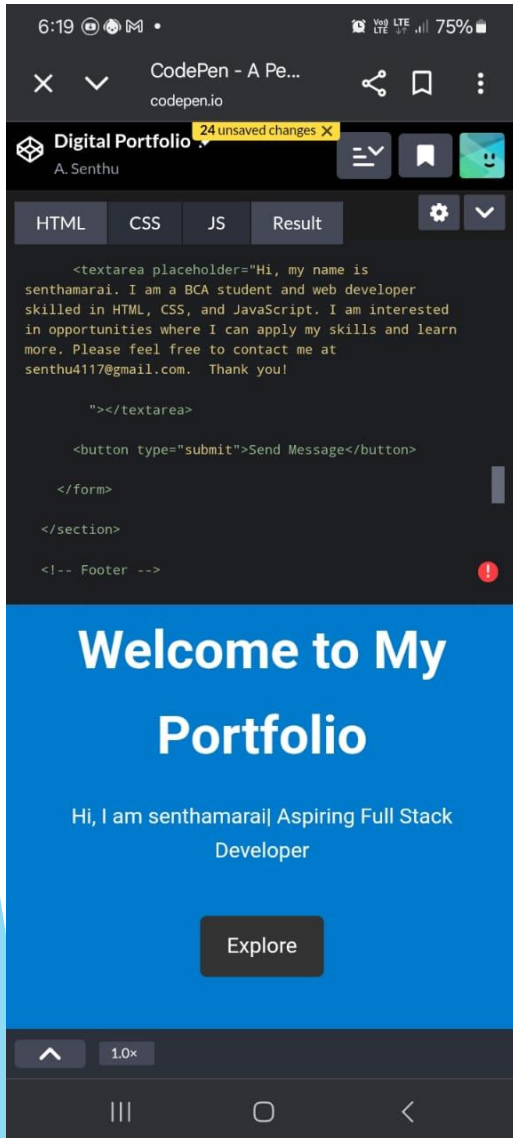 6:19
Voo) LTE LTE 75%
CodePen - A Pe...
codepen.io
24 unsaved changes X
Digital Portfolio
A. Senthu
HTML CSS JS Result
<textarea placeholder="Hi, my name is
senthamarai. I am a BCA student and web developer
skilled in HTML, CSS, and JavaScript. I am interested
in opportunities where I can apply my skills and learn
more. Please feel free to contact me at
senthu4117@gmail.com.  Thank you!
"></textarea>
<button type="submit">Send Message</button>
</form>
</section>
<!-- Footer -->
Welcome to My
Portfolio
Hi, I am senthamarai| Aspiring Full Stack
Developer
Explore
1.0×